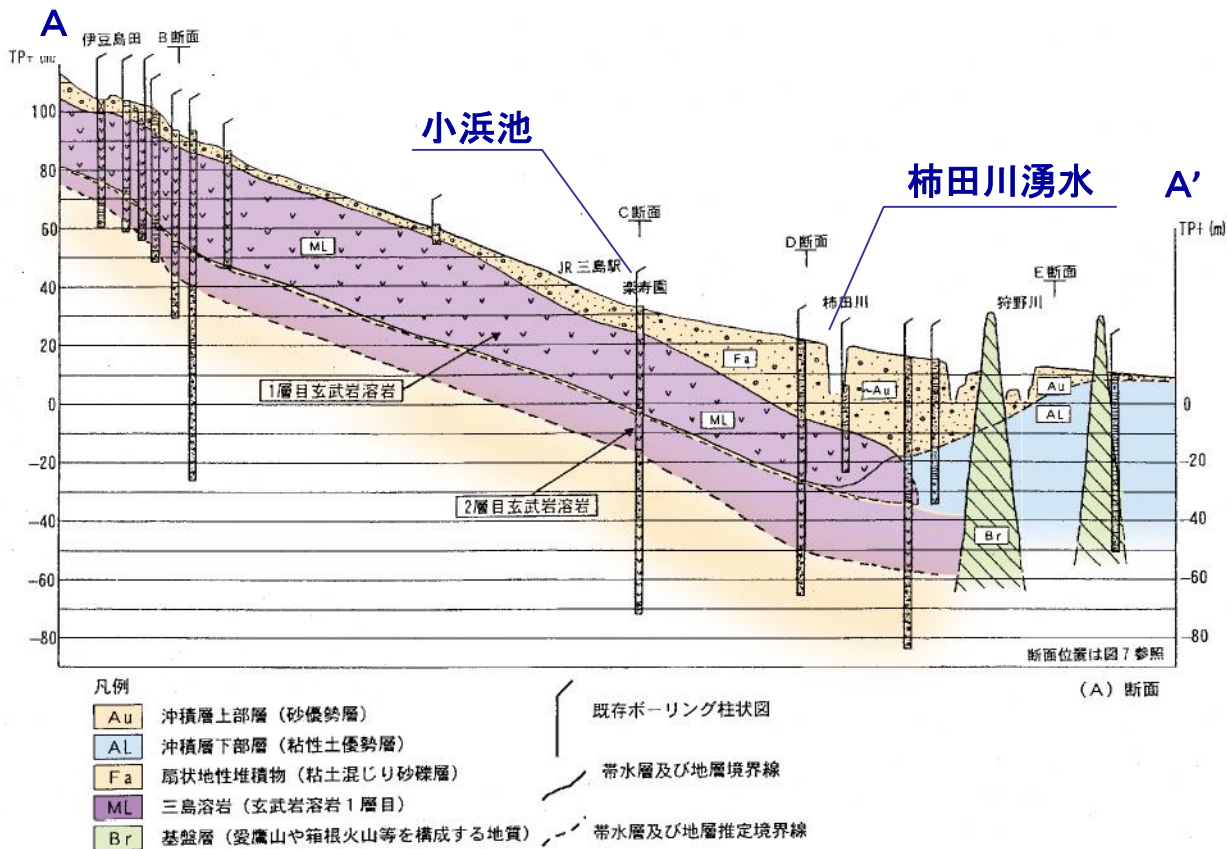 A
伊豆島田
B断面
TP+(m)
小浜池
柿田川湧水
A’
C断面
D断面
E断面
TP+(m)
JR三島駅
楽寿園
柿田川
狩野川
100
80
60
40
20
0
-20
-40
-60
-80
0
-20
-40
-60
-80
ML
Fa
~Au
Au
AL
ML
Br
1層目玄武岩溶岩
2層目玄武岩溶岩
断面位置は図7参照
(A)断面
凡例
Au 沖積層上部層(砂優勢層)
AL 沖積層下部層(粘性土優勢層)
Fa 扇状地性堆積物(粘土混じり砂礫層)
ML 三島溶岩(玄武岩溶岩1層目)
Br 基盤層(愛鷹山や箱根火山等を構成する地質)
既存ボーリング柱状図
帯水層及び地層境界線
帯水層及び地層推定境界線